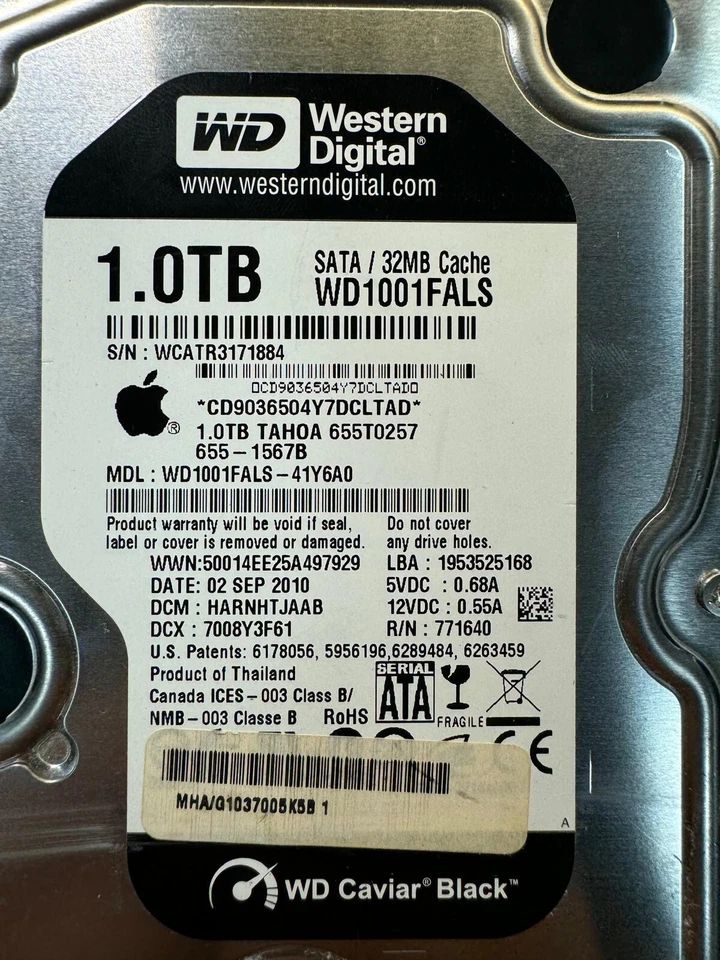 WD Western
Digital®
www.westerndigital.com
1.0TB
SATA / 32MB Cache
WD1001FALS
S/N : WCATR3171884
▯CD9036504Y7DCLTAD▯
®
*CD9036504Y7DCLTAD*
1.0TB TAHOA 655T0257
655-1567B
MDL : WD1001FALS-41Y6A0
Product warranty will be void if seal,
label or cover is removed or damaged.
Do not cover
any drive holes.
WWN:50014EE25A497929
DATE: 02 SEP 2010
DCM : HARNHTJAAB
DCX : 7008Y3F61
LBA : 1953525168
5VDC : 0.68A
12VDC : 0.55A
R/N : 771640
U.S. Patents: 6178056, 5956196,6289484, 6263459
Product of Thailand
Canada ICES-003 Class B/
NMB-003 Classe B RoHS
SERIAL
ATA
FRAGILE
CE
MHA/G1037005K5B 1
A
WD Caviar® Black™